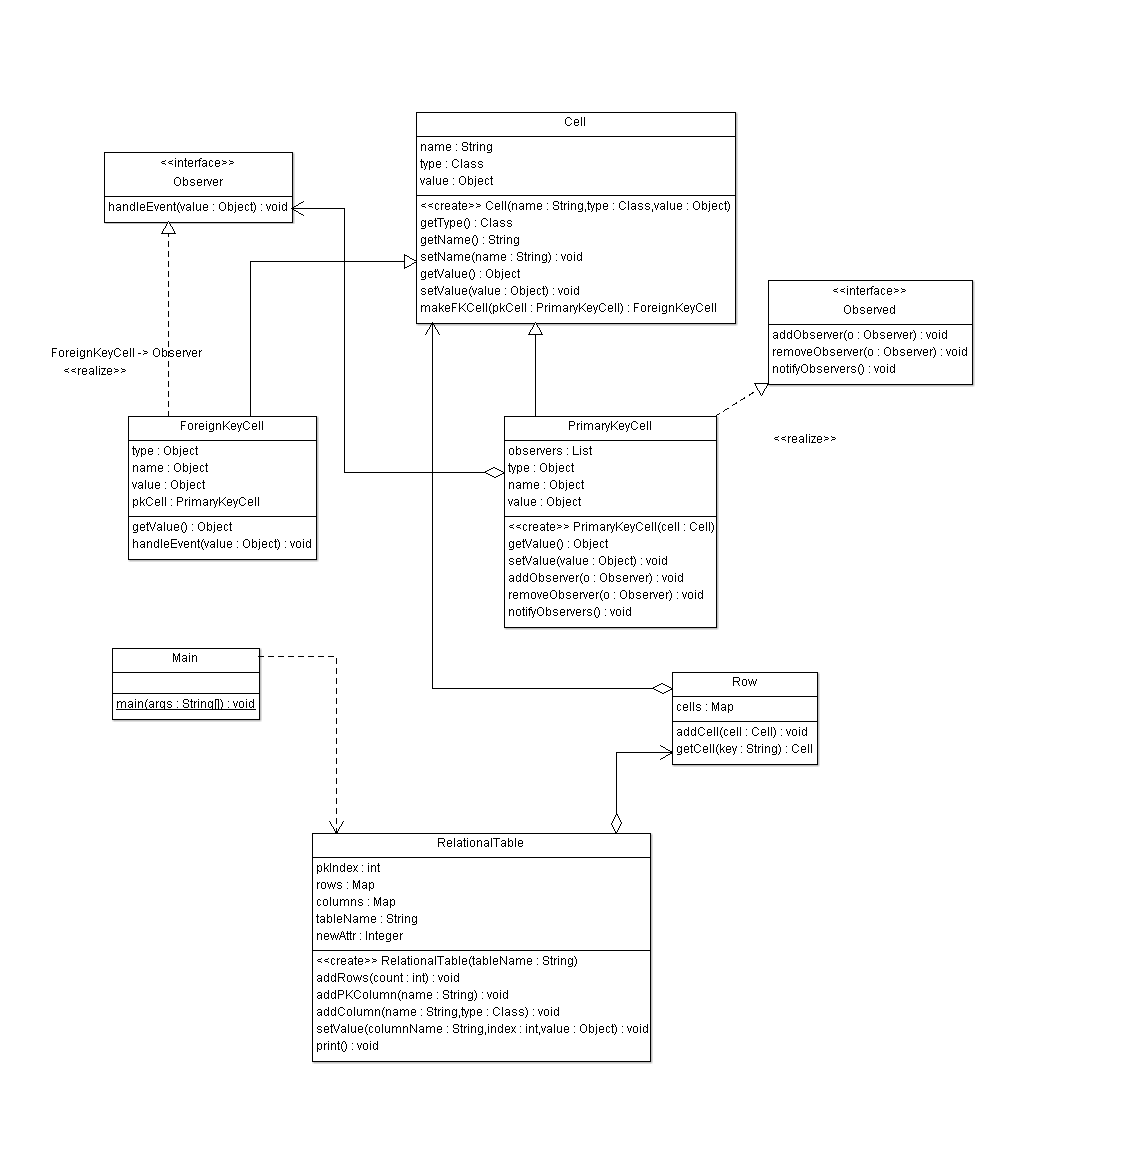 Cell
name : String
type : Class
value : Object
<<create>> Cell(name : String,type : Class,value : Object)
getType() : Class
getName() : String
setName(name : String) : void
getValue() : Object
setValue(value : Object) : void
makeFKCell(pkCell : PrimaryKeyCell) : ForeignKeyCell
<<interface>>
Observer
handleEvent(value : Object) : void
<<interface>>
Observed
addObserver(o : Observer) : void
removeObserver(o : Observer) : void
notifyObservers() : void
ForeignKeyCell -> Observer
<<realize>>
<<realize>>
ForeignKeyCell
type : Object
name : Object
value : Object
pkCell : PrimaryKeyCell
getValue() : Object
handleEvent(value : Object) : void
PrimaryKeyCell
observers : List
type : Object
name : Object
value : Object
<<create>> PrimaryKeyCell(cell : Cell)
getValue() : Object
setValue(value : Object) : void
addObserver(o : Observer) : void
removeObserver(o : Observer) : void
notifyObservers() : void
Main
main(args : String[]) : void
Row
cells : Map
addCell(cell : Cell) : void
getCell(key : String) : Cell
RelationalTable
pkIndex : int
rows : Map
columns : Map
tableName : String
newAttr : Integer
<<create>> RelationalTable(tableName : String)
addRows(count : int) : void
addPKColumn(name : String) : void
addColumn(name : String,type : Class) : void
setValue(columnName : String,index : int,value : Object) : void
print() : void